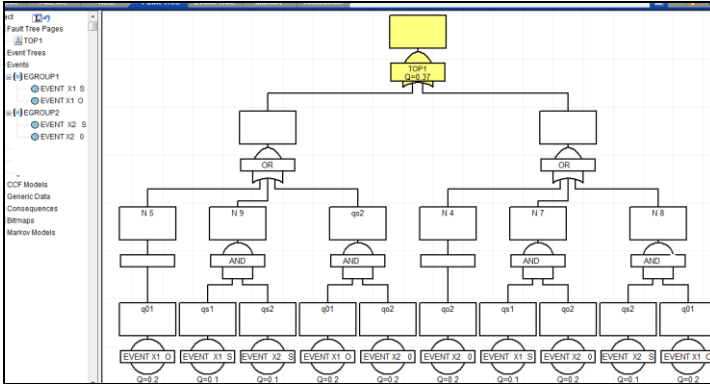 ect
Fault Tree Pages
TOP1
Event Trees
Events
EGROUP1
EVENT X1 S
EVENT X1 O
EGROUP2
EVENT X2 S
EVENT X2 0
CCF Models
Generic Data
Consequences
Bitmaps
Markov Models
TOP1
Q=0.37
OR OR
N 5 N 9 qo2 N 4 N 7 N 8
AND AND AND AND
q01 qs1 qs2 q01 qo2 qo2 qs1 qo2 qs2 q01
EVENT X1 O EVENT X1 S EVENT X2 S EVENT X1 O EVENT X2 0 EVENT X2 0 EVENT X1 S EVENT X2 0 EVENT X2 S EVENT X1 O
Q=0.2 Q=0.1 Q=0.1 Q=0.2 Q=0.2 Q=0.2 Q=0.1 Q=0.2 Q=0.1 Q=0.2